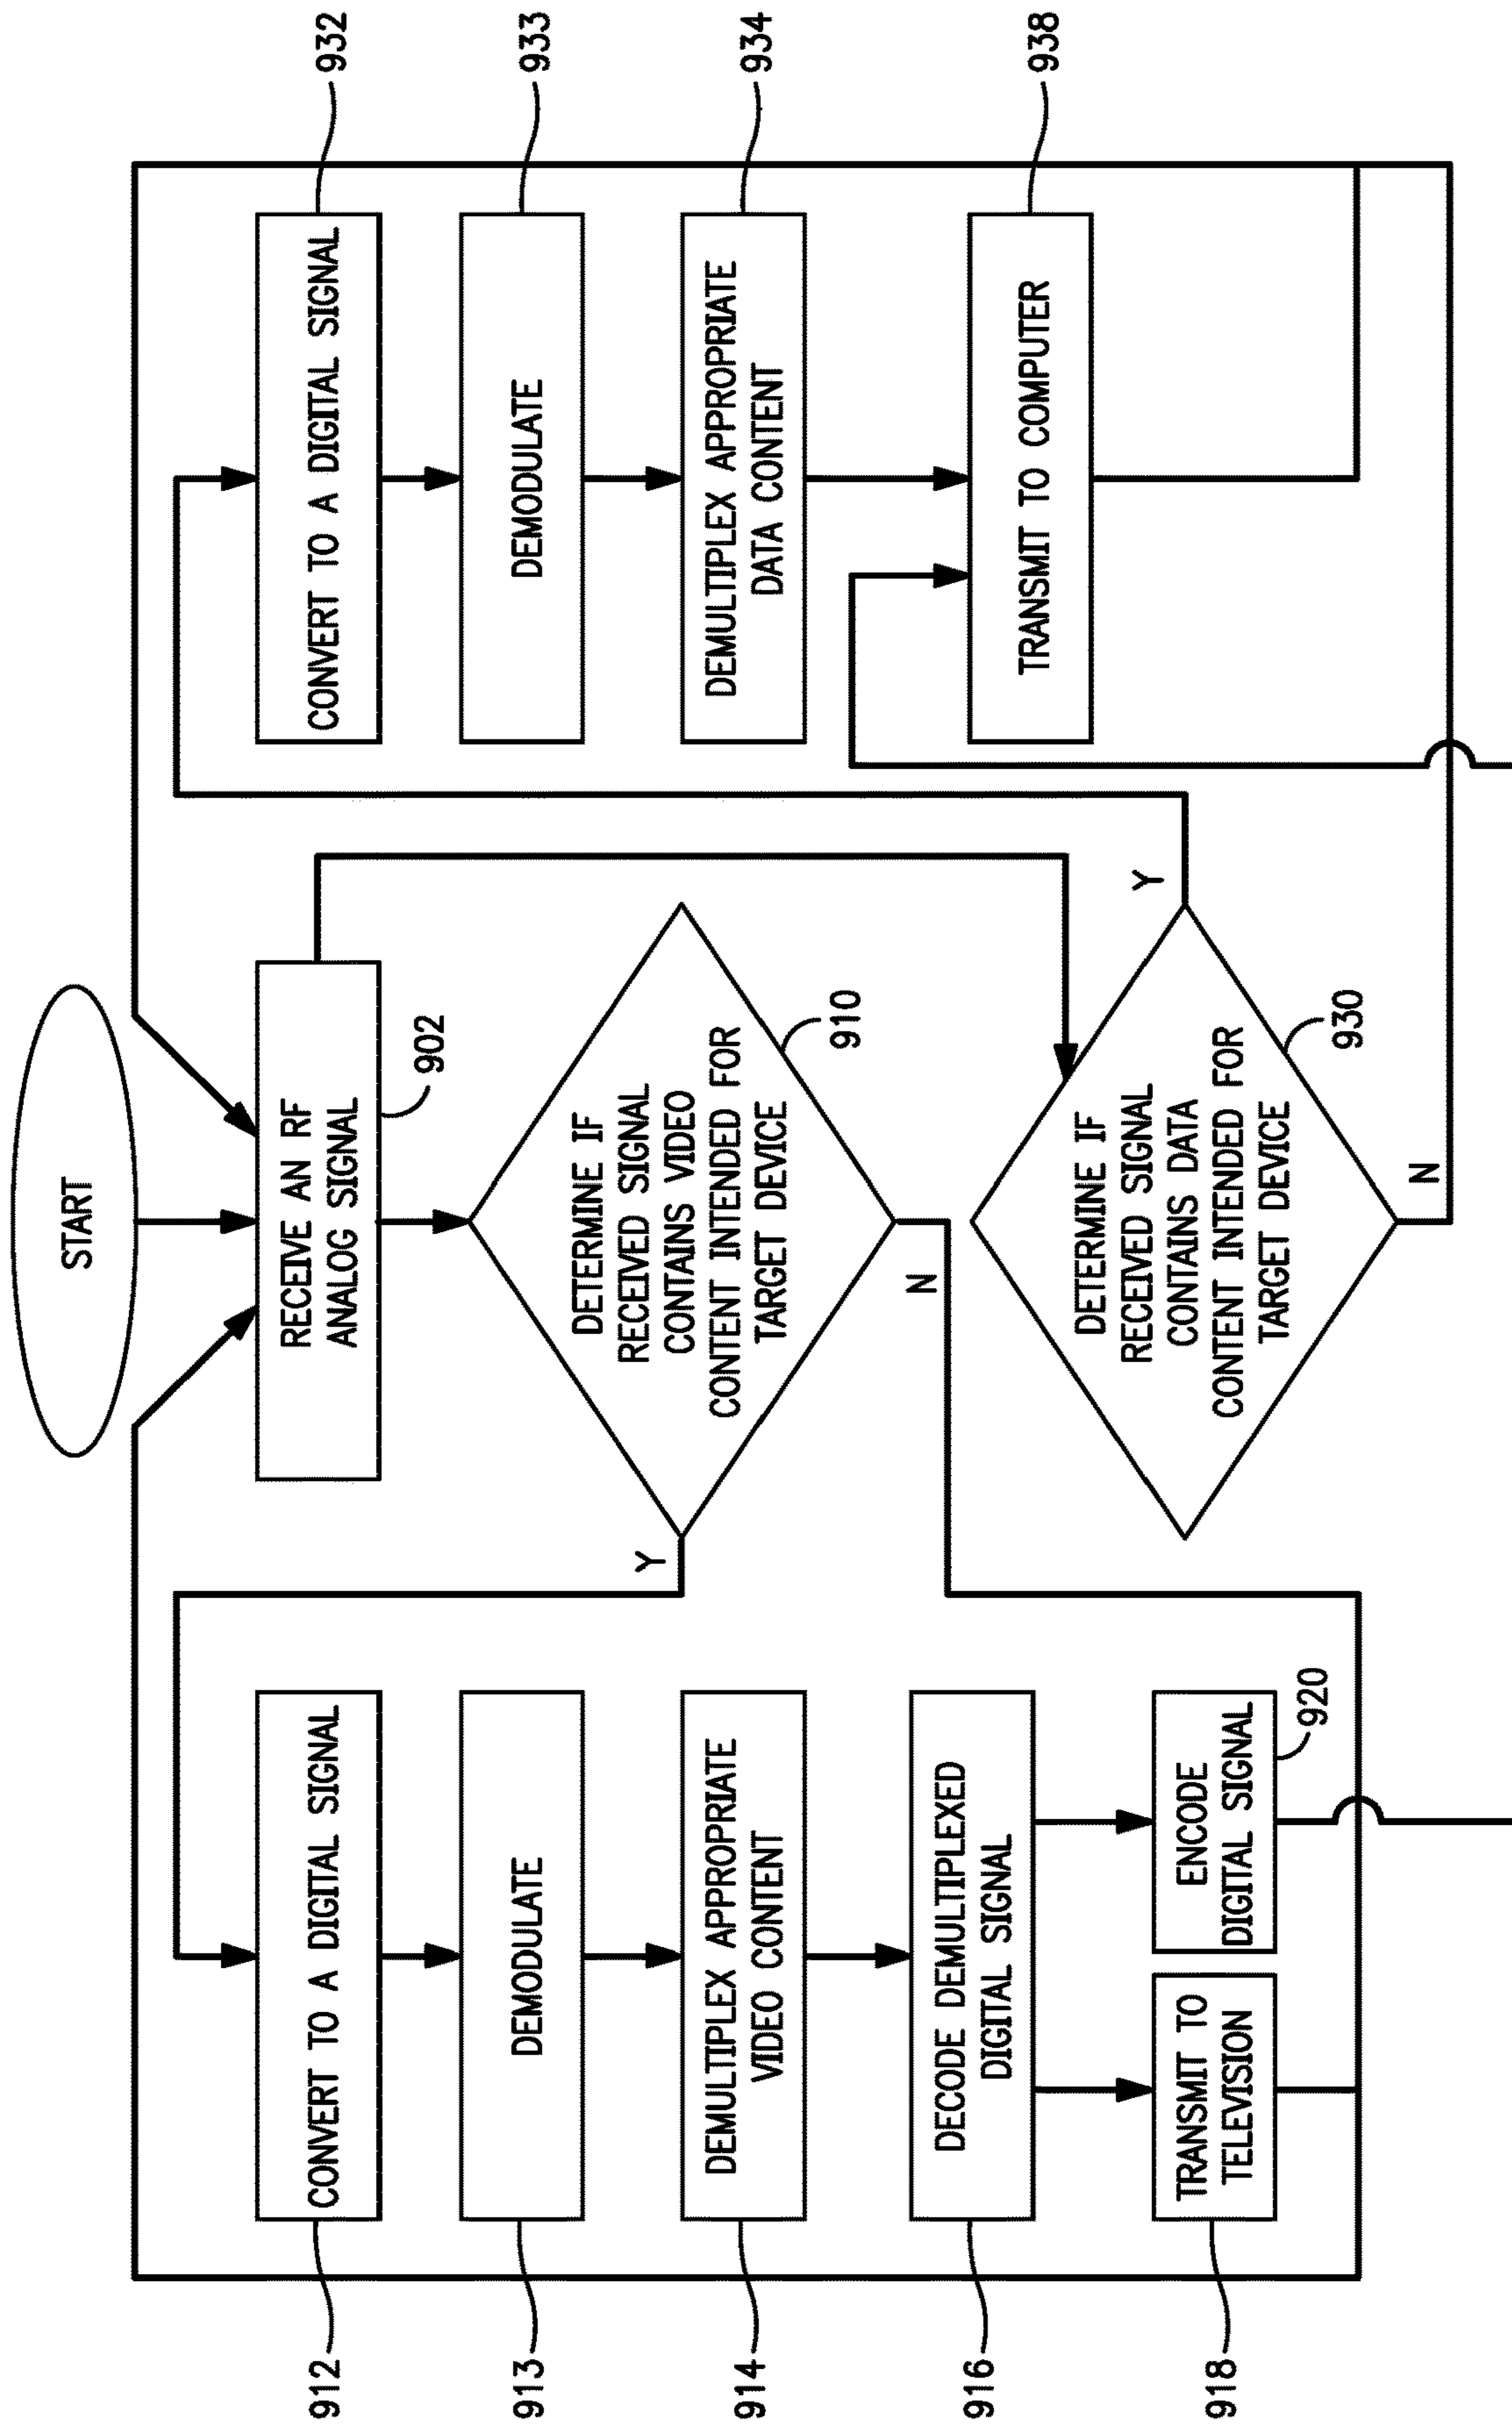 START
RECEIVE AN RF
ANALOG SIGNAL
902
DETERMINE IF
RECEIVED SIGNAL
CONTAINS VIDEO
CONTENT INTENDED FOR
TARGET DEVICE
910
Y
N
912
CONVERT TO A DIGITAL SIGNAL
913
DEMODULATE
914
DEMULTIPLEX APPROPRIATE
VIDEO CONTENT
916
DECODE DEMULTIPLEXED
DIGITAL SIGNAL
918
TRANSMIT TO
TELEVISION
ENCODE
DIGITAL SIGNAL
920
DETERMINE IF
RECEIVED SIGNAL
CONTAINS DATA
CONTENT INTENDED FOR
TARGET DEVICE
930
Y
N
CONVERT TO A DIGITAL SIGNAL
932
DEMODULATE
933
DEMULTIPLEX APPROPRIATE
DATA CONTENT
934
TRANSMIT TO COMPUTER
938